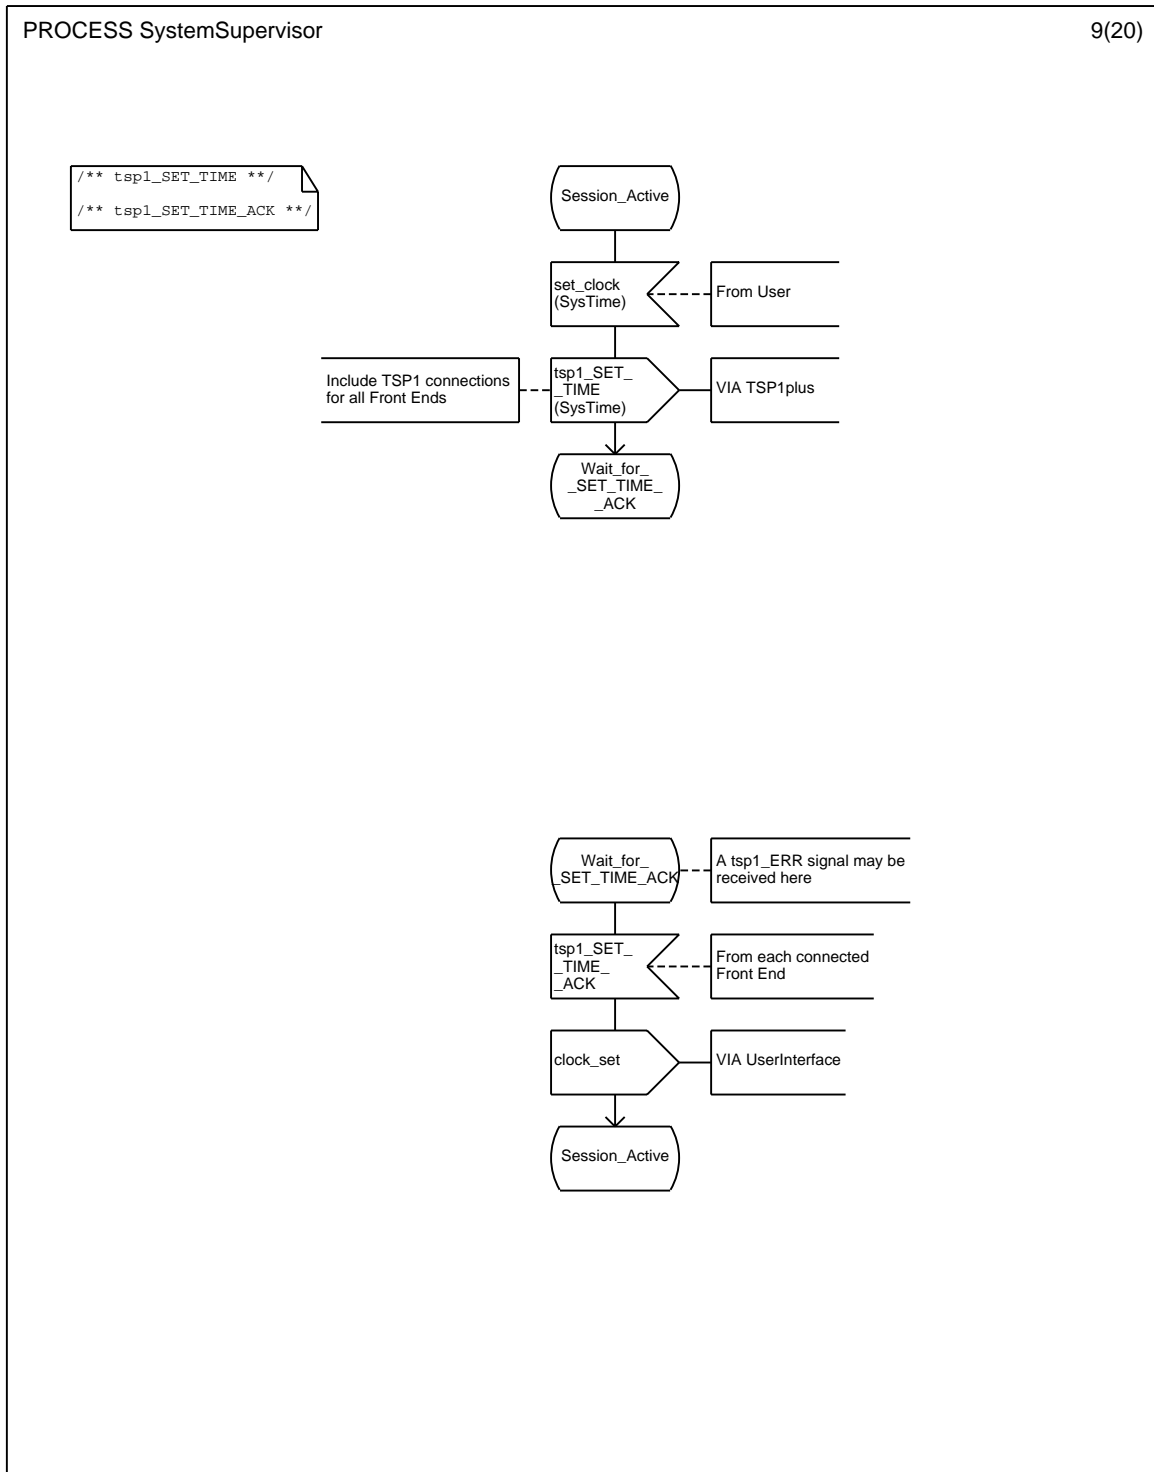 PROCESS SystemSupervisor
9(20)
/** tsp1_SET_TIME **/
/** tsp1_SET_TIME_ACK **/
Session_Active
set_clock
(SysTime)
From User
Include TSP1 connections
for all Front Ends
tsp1_SET_
_TIME
(SysTime)
VIA TSP1plus
Wait_for_
_SET_TIME_
_ACK
Wait_for_
_SET_TIME_ACK
A tsp1_ERR signal may be
received here
tsp1_SET_
_TIME_
_ACK
From each connected
Front End
clock_set
VIA UserInterface
Session_Active